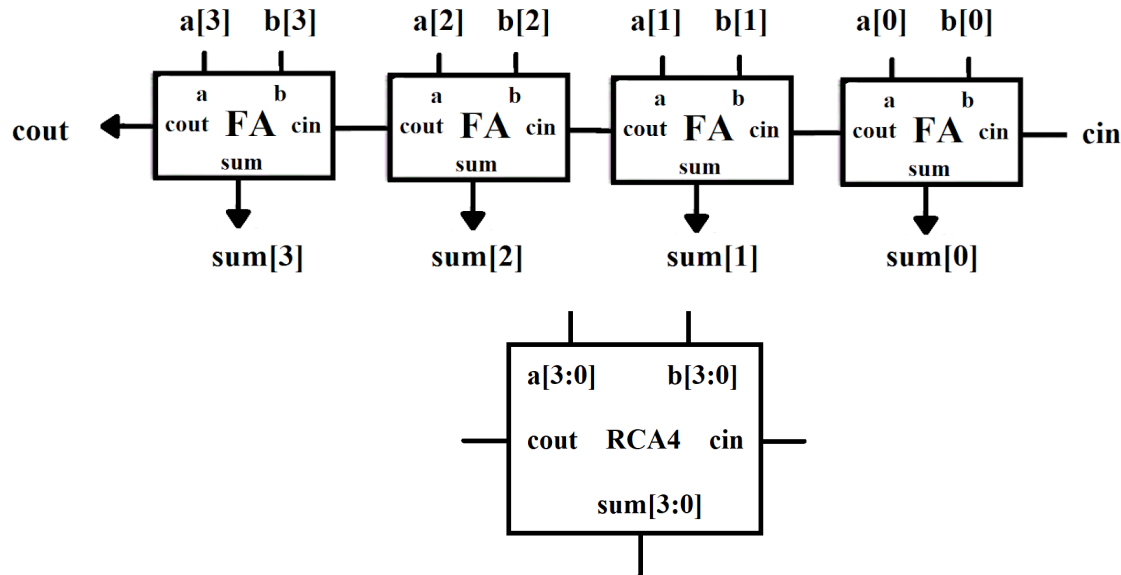 a[3] b[3] a[2] b[2] a[1] b[1] a[0] b[0]
a b a b a b a b
cout cout FA cin cout FA cin cout FA cin cout FA cin cin
sum sum sum sum
sum[3] sum[2] sum[1] sum[0]
a[3:0] b[3:0]
cout RCA4 cin
sum[3:0]